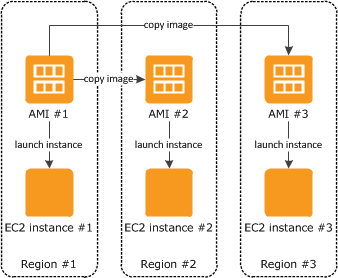 copy image
copy image
AMI #1 AMI #2 AMI #3
launch instance launch instance launch instance
EC2 instance #1 EC2 instance #2 EC2 instance #3
Region #1 Region #2 Region #3